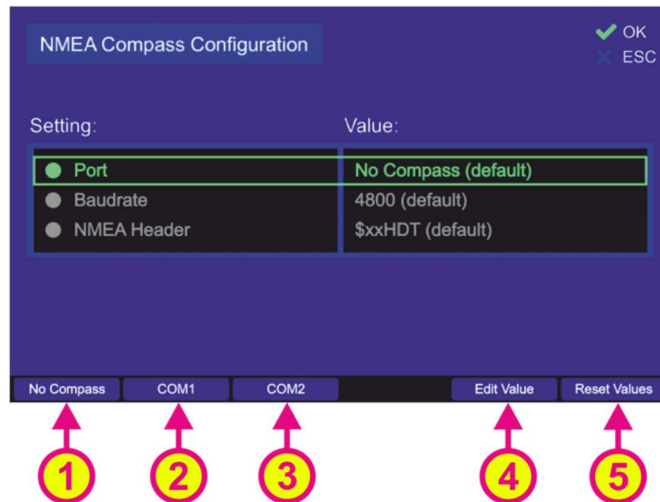 NMEA Compass Configuration
OK
ESC
Setting: Value:
Port No Compass (default)
Baudrate 4800 (default)
NMEA Header $xxHDT (default)
No Compass COM1 COM2 Edit Value Reset Values
1 2 3 4 5